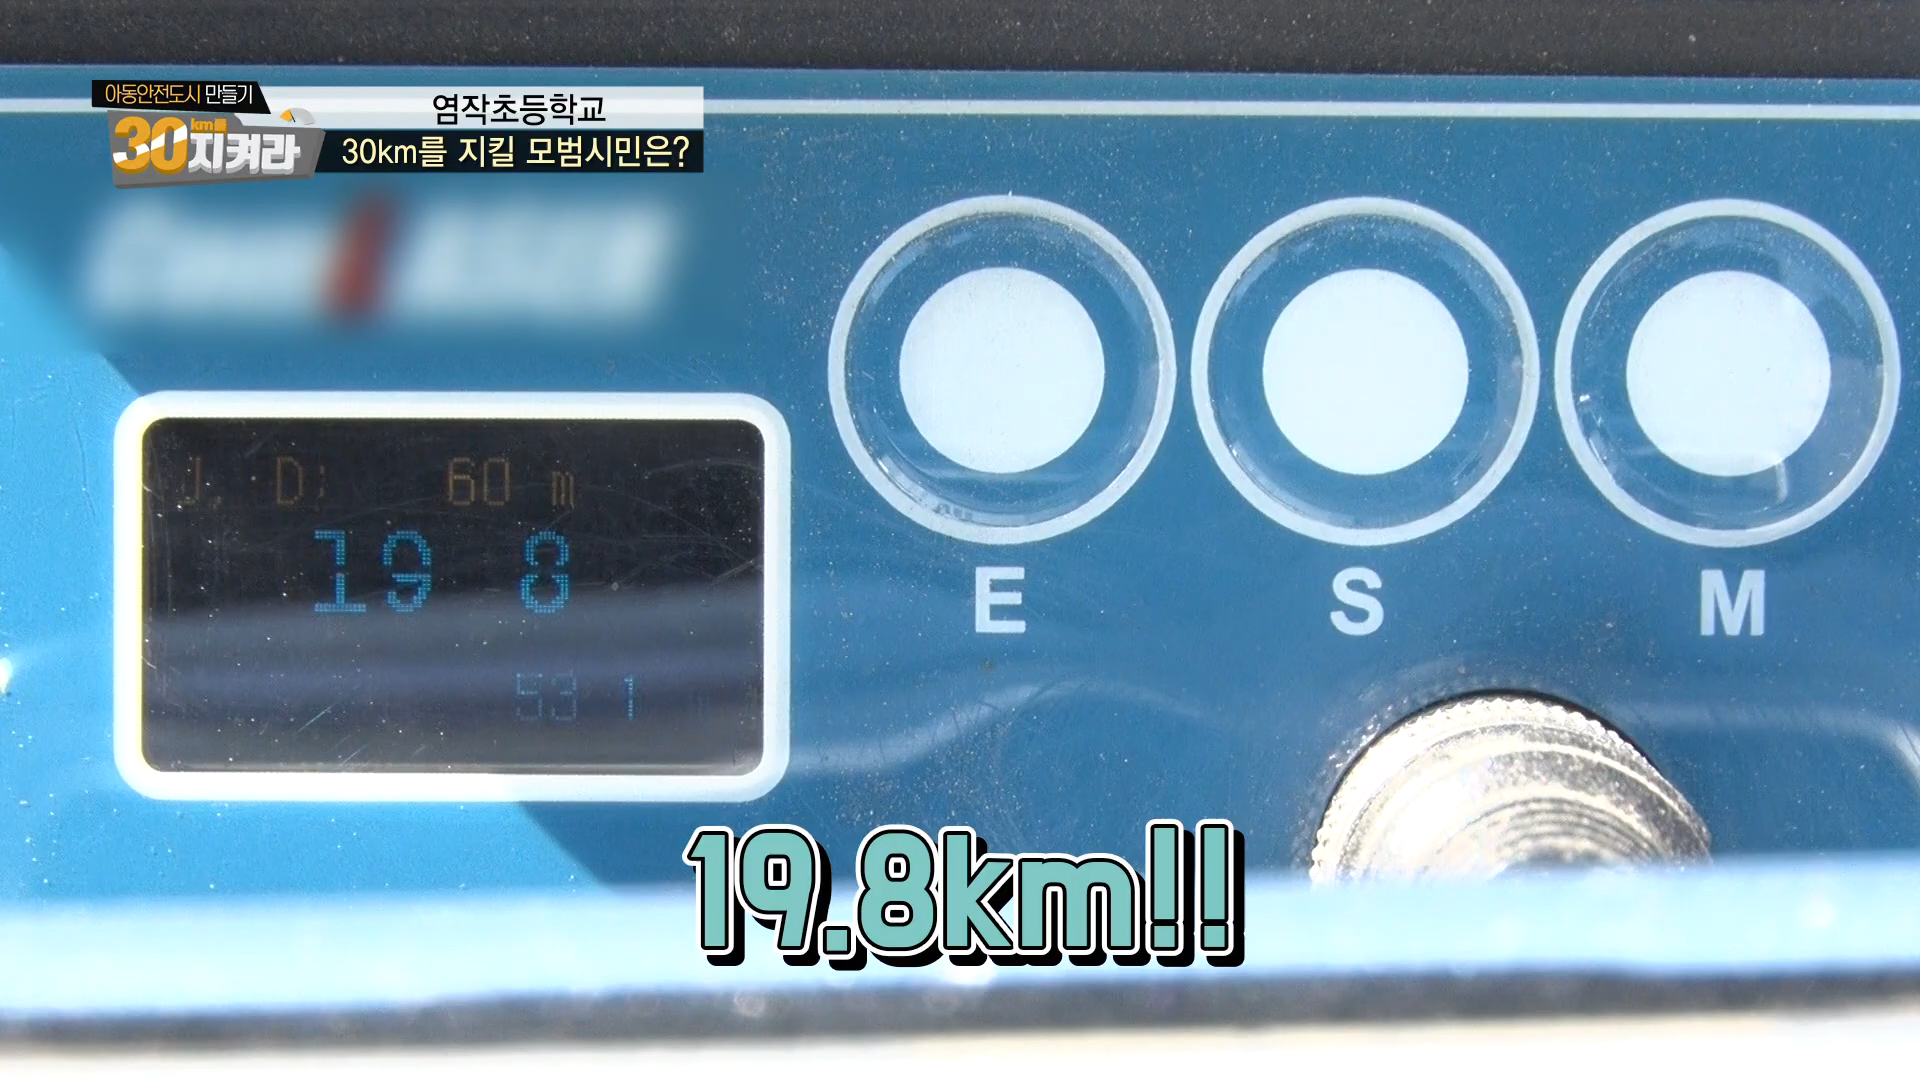 아동안전도시 만들기
30km를 지켜라
염작초등학교
30km를 지킬 모범시민은?
J. D: 60 m
19 8
53 1
E
S
M
19.8km!!